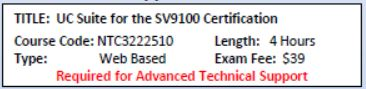 TITLE: UC Suite for the SV9100 Certification
Course Code: NTC3222510 Length: 4 Hours
Type: Web Based Exam Fee: $39
Required for Advanced Technical Support